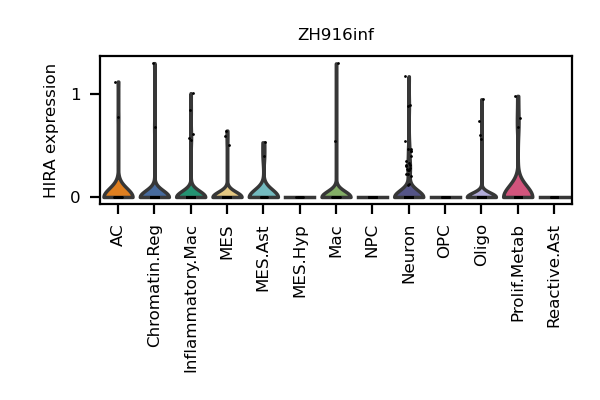 ZH916inf
HIRA expression
1
0
AC
Chromatin.Reg
Inflammatory.Mac
MES
MES.Ast
MES.Hyp
Mac
NPC
Neuron
OPC
Oligo
Prolif.Metab
Reactive.Ast